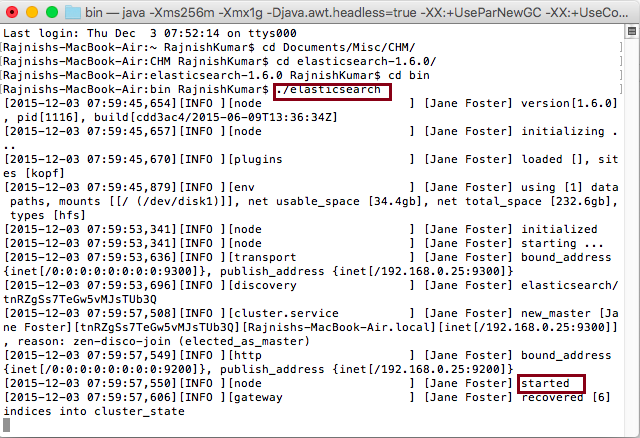 bin — java -Xms256m -Xmx1g -Djava.awt.headless=true -XX:+UseParNewGC -XX:+UseCo...
Last login: Thu Dec  3 07:52:14 on ttys000
Rajnishs-MacBook-Air:~ RajnishKumar$ cd Documents/Misc/CHM/
Rajnishs-MacBook-Air:CHM RajnishKumar$ cd elasticsearch-1.6.0/
Rajnishs-MacBook-Air:elasticsearch-1.6.0 RajnishKumar$ cd bin
Rajnishs-MacBook-Air:bin RajnishKumar$ ./elasticsearch
[2015-12-03 07:59:45,654][INFO ][node                     ] [Jane Foster] version[1.6.0]
, pid[1116], build[cdd3ac4/2015-06-09T13:36:34Z]
[2015-12-03 07:59:45,657][INFO ][node                     ] [Jane Foster] initializing .
..
[2015-12-03 07:59:45,670][INFO ][plugins                  ] [Jane Foster] loaded [], sit
es [kopf]
[2015-12-03 07:59:45,879][INFO ][env                      ] [Jane Foster] using [1] data
 paths, mounts [[/ (/dev/disk1)]], net usable_space [34.4gb], net total_space [232.6gb],
 types [hfs]
[2015-12-03 07:59:53,341][INFO ][node                     ] [Jane Foster] initialized
[2015-12-03 07:59:53,341][INFO ][node                     ] [Jane Foster] starting ...
[2015-12-03 07:59:53,636][INFO ][transport                ] [Jane Foster] bound_address
{inet[/0:0:0:0:0:0:0:0:9300]}, publish_address {inet[/192.168.0.25:9300]}
[2015-12-03 07:59:53,696][INFO ][discovery                ] [Jane Foster] elasticsearch/
tnRZgSs7TeGw5vMJsTUb3Q
[2015-12-03 07:59:57,508][INFO ][cluster.service          ] [Jane Foster] new_master [Ja
ne Foster][tnRZgSs7TeGw5vMJsTUb3Q][Rajnishs-MacBook-Air.local][inet[/192.168.0.25:9300]]
, reason: zen-disco-join (elected_as_master)
[2015-12-03 07:59:57,549][INFO ][http                     ] [Jane Foster] bound_address
{inet[/0:0:0:0:0:0:0:0:9200]}, publish_address {inet[/192.168.0.25:9200]}
[2015-12-03 07:59:57,550][INFO ][node                     ] [Jane Foster] started
[2015-12-03 07:59:57,606][INFO ][gateway                  ] [Jane Foster] recovered [6]
indices into cluster_state